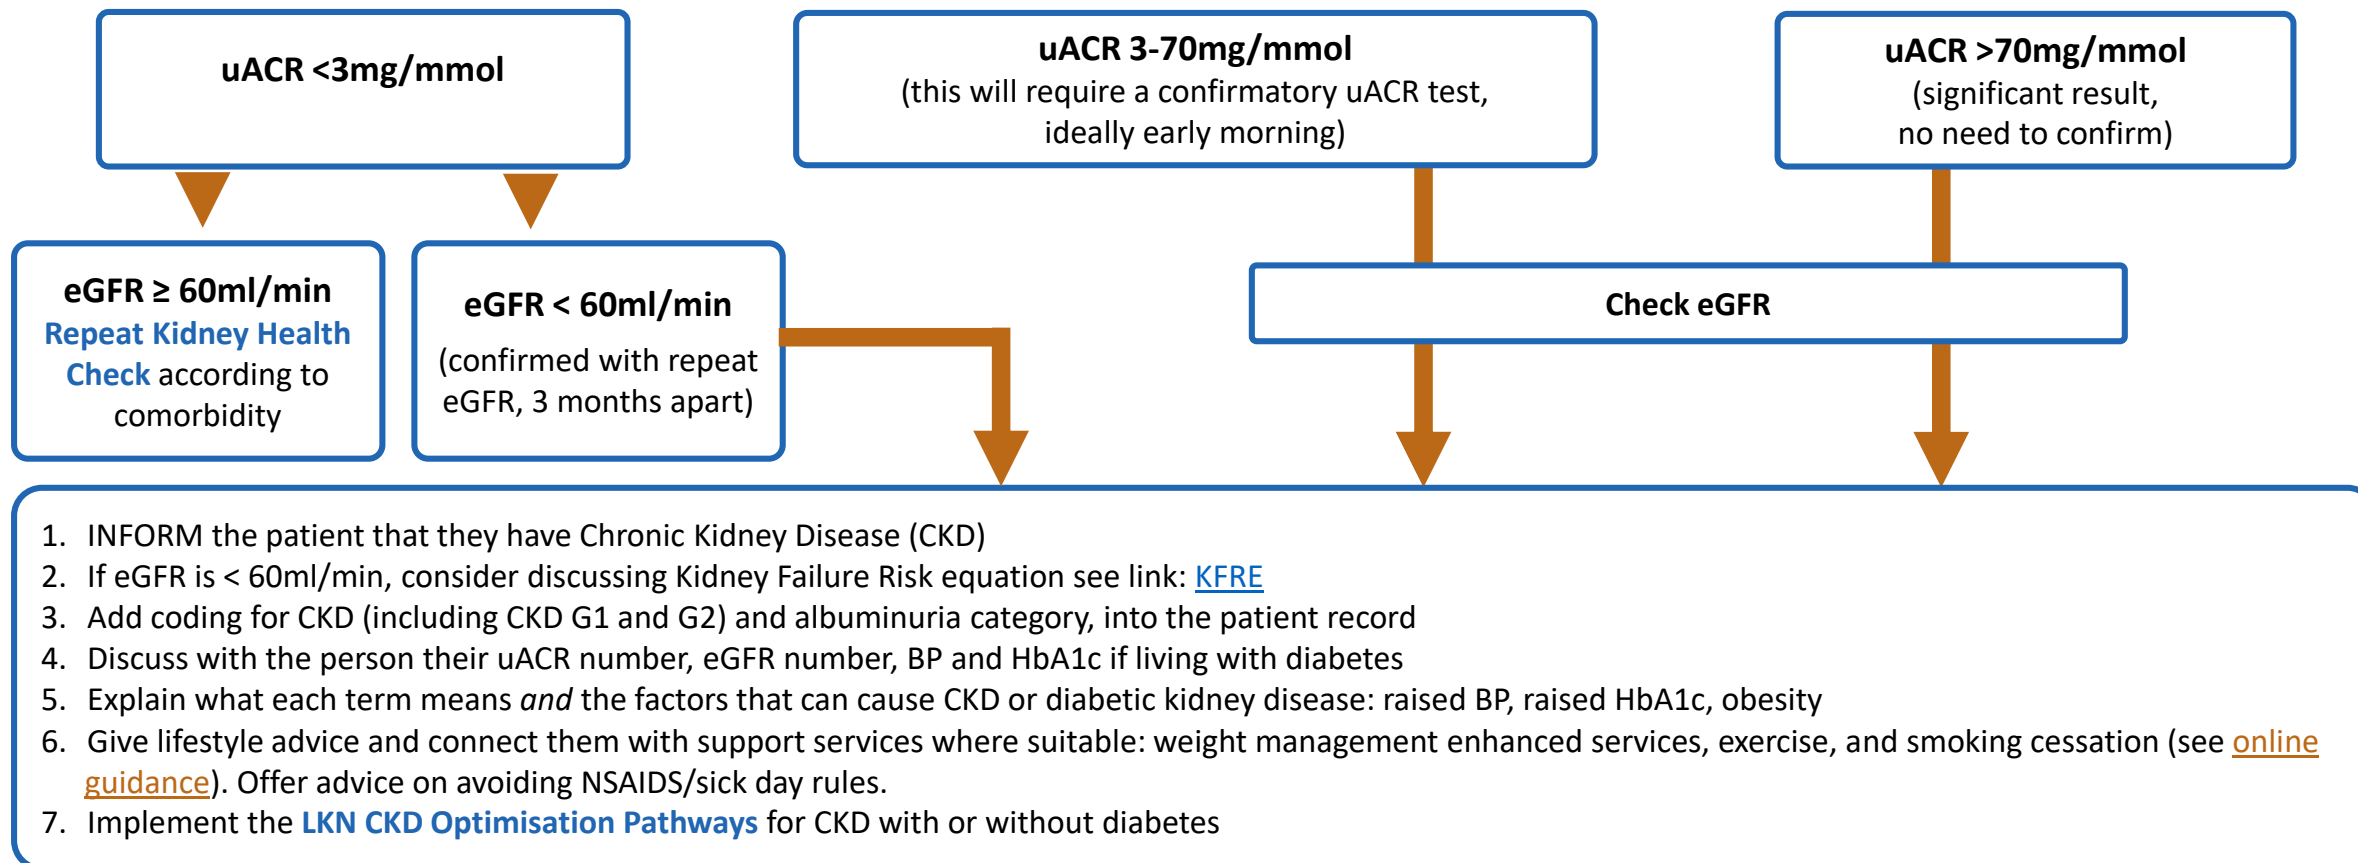 uACR <3mg/mmol
uACR 3-70mg/mmol
(this will require a confirmatory uACR test,
ideally early morning)
uACR >70mg/mmol
(significant result,
no need to confirm)
eGFR ≥ 60ml/min
Repeat Kidney Health
Check according to
comorbidity
eGFR < 60ml/min
(confirmed with repeat
eGFR, 3 months apart)
Check eGFR
1. INFORM the patient that they have Chronic Kidney Disease (CKD)
2. If eGFR is < 60ml/min, consider discussing Kidney Failure Risk equation see link: KFRE
3. Add coding for CKD (including CKD G1 and G2) and albuminuria category, into the patient record
4. Discuss with the person their uACR number, eGFR number, BP and HbA1c if living with diabetes
5. Explain what each term means and the factors that can cause CKD or diabetic kidney disease: raised BP, raised HbA1c, obesity
6. Give lifestyle advice and connect them with support services where suitable: weight management enhanced services, exercise, and smoking cessation (see online
guidance). Offer advice on avoiding NSAIDS/sick day rules.
7. Implement the LKN CKD Optimisation Pathways for CKD with or without diabetes